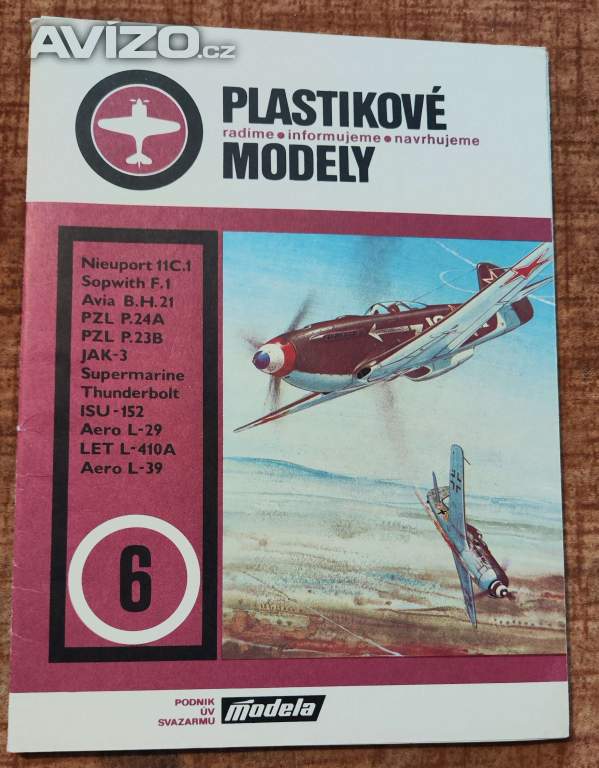 AVÍZO.cz
PLASTIKOVÉ
radíme • informujeme • navrhujeme
MODELY
Nieuport 11C.1
Sopwith F.1
Avia B.H.21
PZL P.24A
PZL P.23B
JAK-3
Supermarine
Thunderbolt
ISU-152
Aero L-29
LET L-410A
Aero L-39
6
PODNIK
ÚV
SVAZARMU
modela